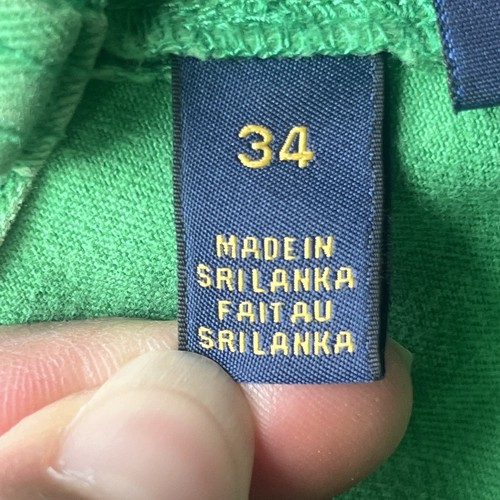 34
MADE IN
SRI LANKA
FAIT AU
SRI LANKA